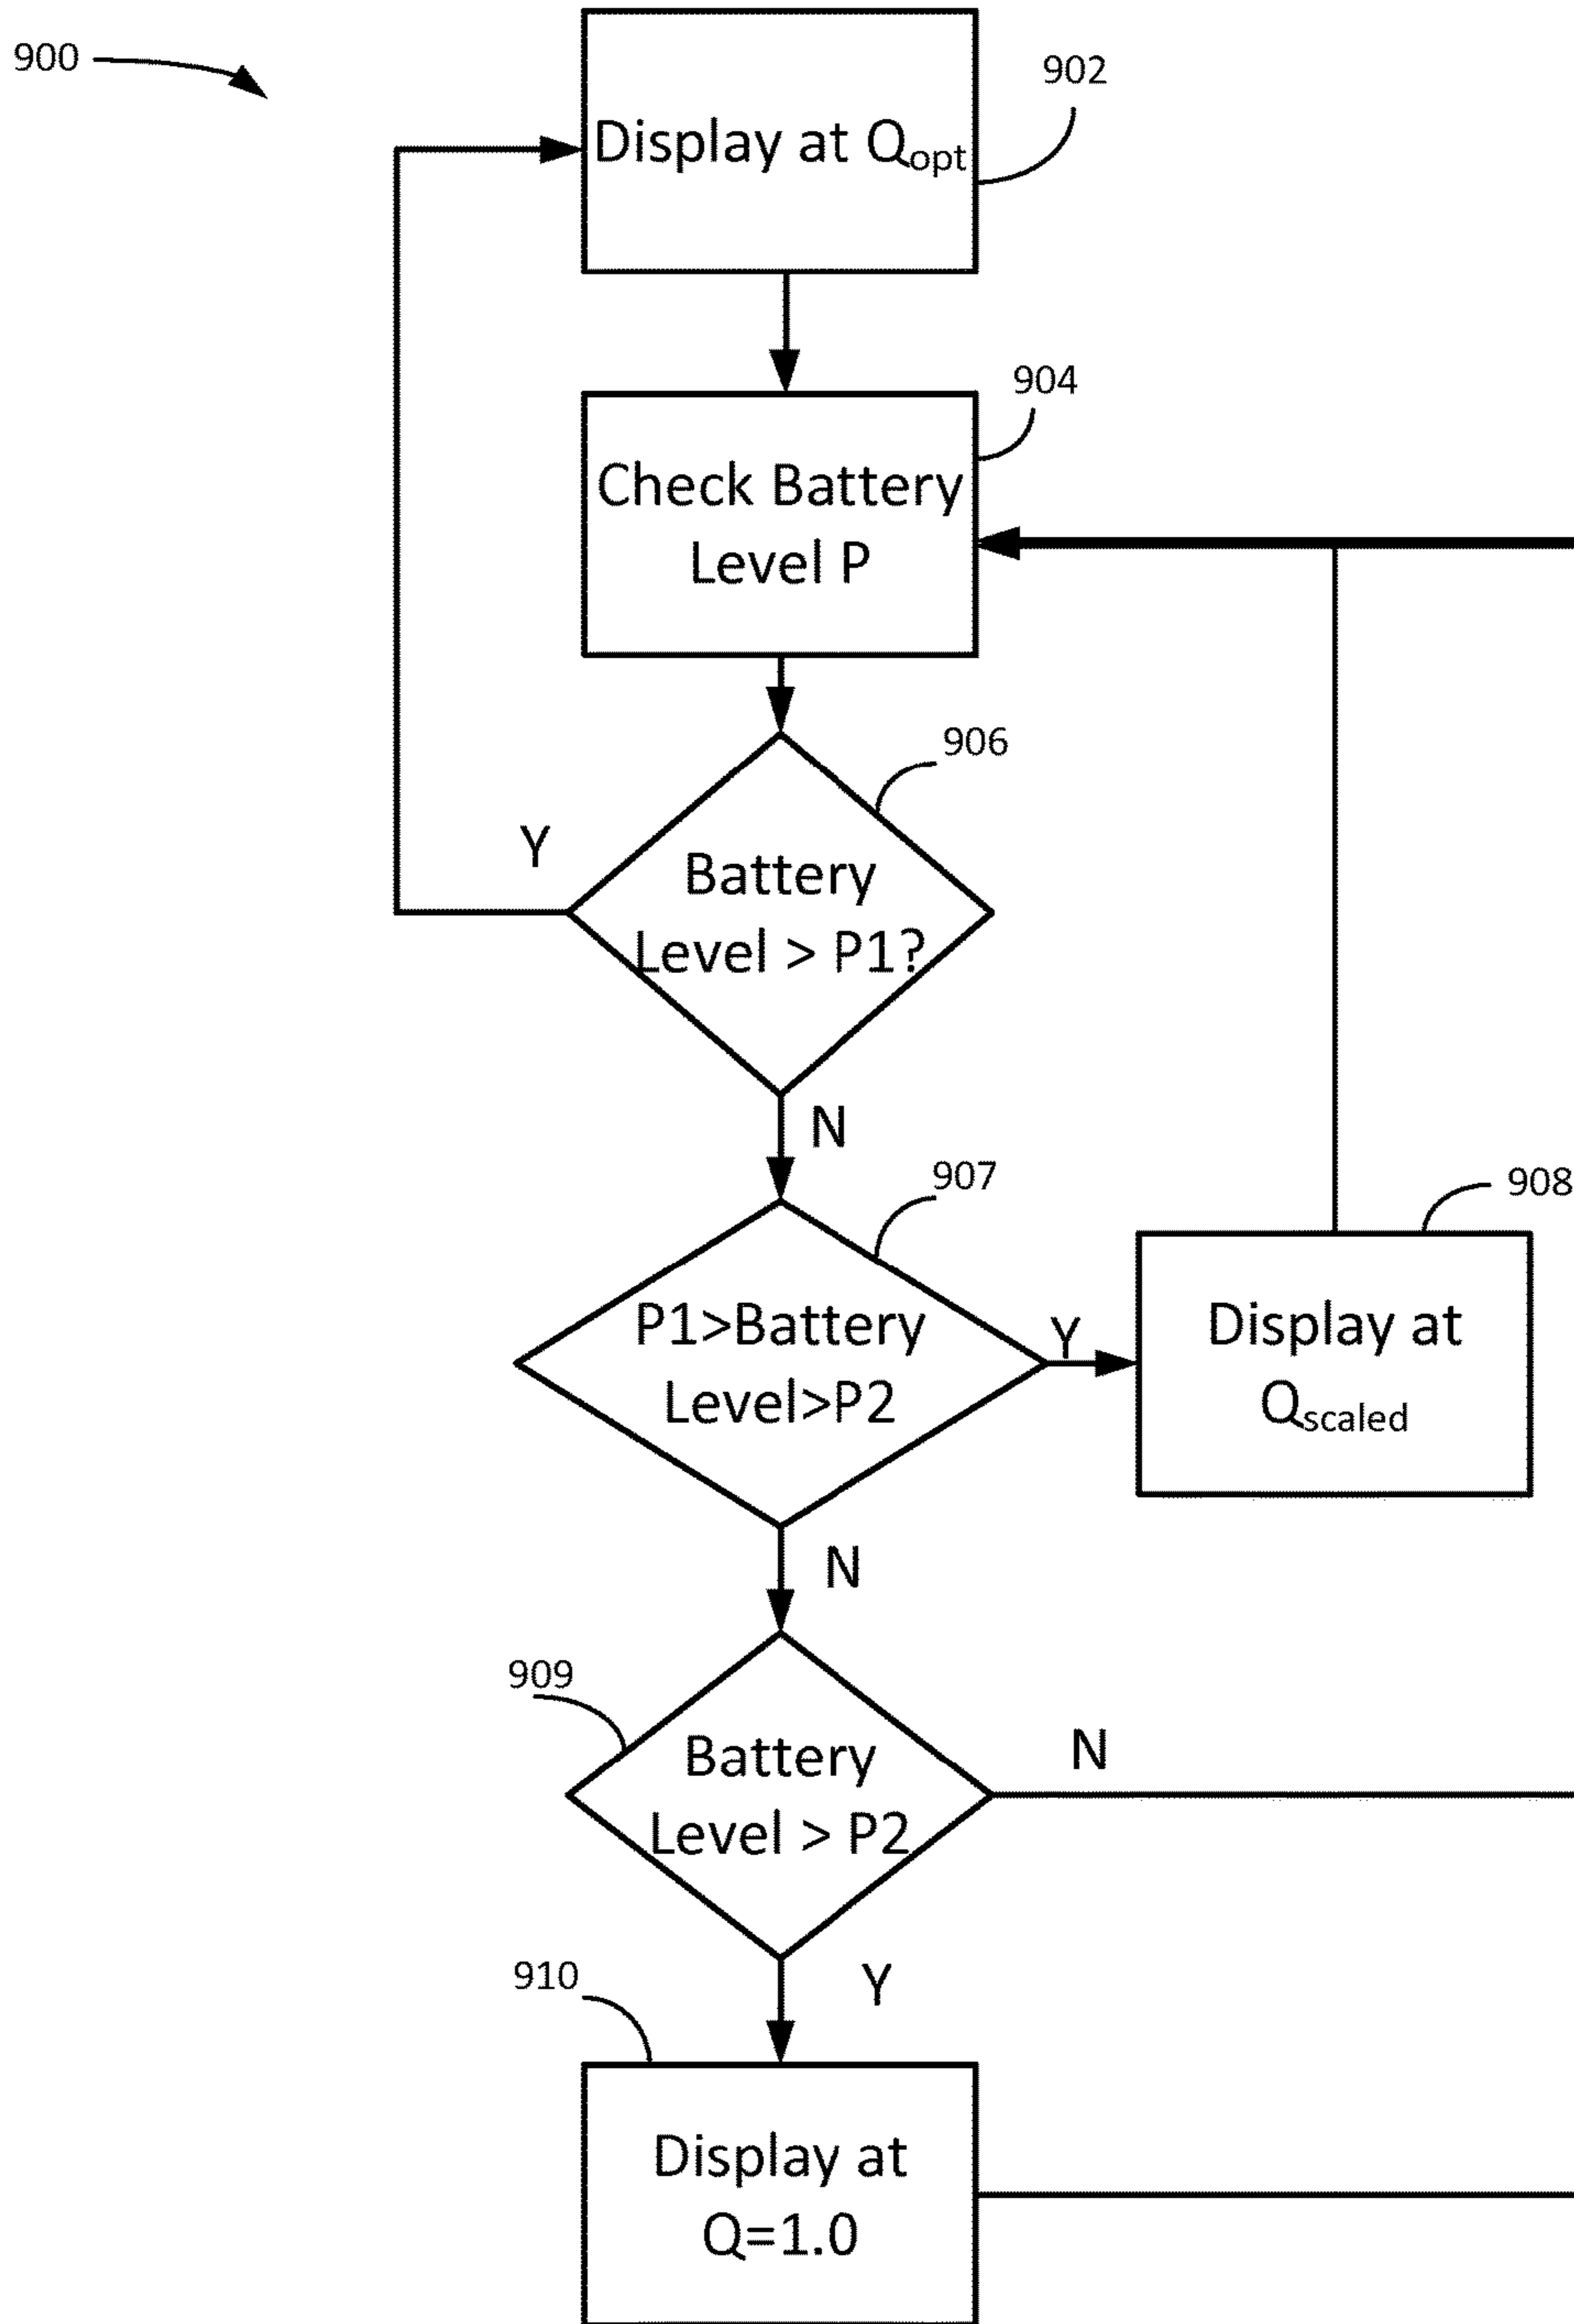 900
902
Display at Qopt
904
Check Battery
Level P
906
Y
Battery
Level > P1?
N
907
908
P1>Battery
Level>P2
Y
Display at
Qscaled
N
909
Battery
Level > P2
N
910
Y
Display at
Q=1.0